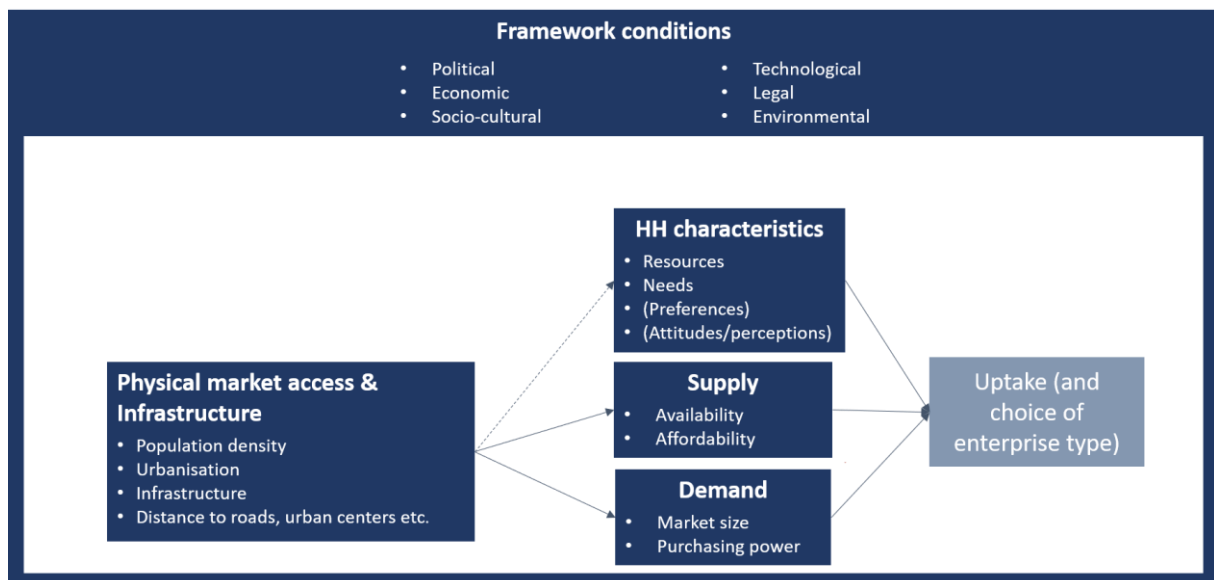 Framework conditions
• Political
• Economic
• Socio-cultural
• Technological
• Legal
• Environmental
HH characteristics
• Resources
• Needs
• (Preferences)
• (Attitudes/perceptions)
Physical market access &
Infrastructure
• Population density
• Urbanisation
• Infrastructure
• Distance to roads, urban centers etc.
Supply
• Availability
• Affordability
Demand
• Market size
• Purchasing power
Uptake (and
choice of
enterprise type)